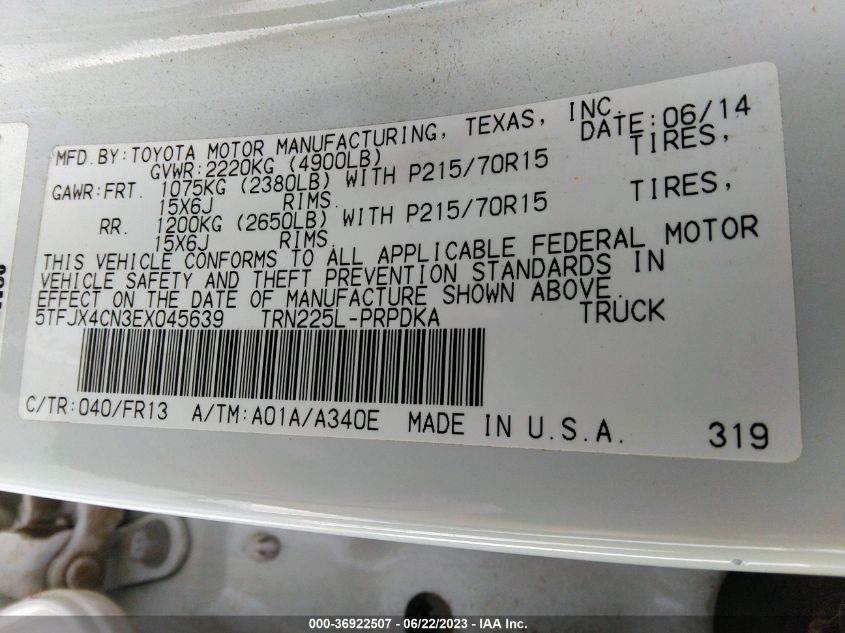 MFD.BY:TOYOTA MOTOR MANUFACTURING, TEXAS, INC.
GVWR:2220KG (4900LB) DATE:06/14
GAWR:FRT. 1075KG (2380LB) WITH P215/70R15 TIRES,
15X6J RIMS.
RR. 1200KG (2650LB) WITH P215/70R15 TIRES,
15X6J RIMS.
THIS VEHICLE CONFORMS TO ALL APPLICABLE FEDERAL MOTOR
VEHICLE SAFETY AND THEFT PREVENTION STANDARDS IN
EFFECT ON THE DATE OF MANUFACTURE SHOWN ABOVE.
5TFJX4CN3EX045639 TRN225L-PRPDKA TRUCK
C/TR:040/FR13 A/TM:A01A/A340E MADE IN U.S.A. 319
000-36922507 - 06/22/2023 - IAA Inc.